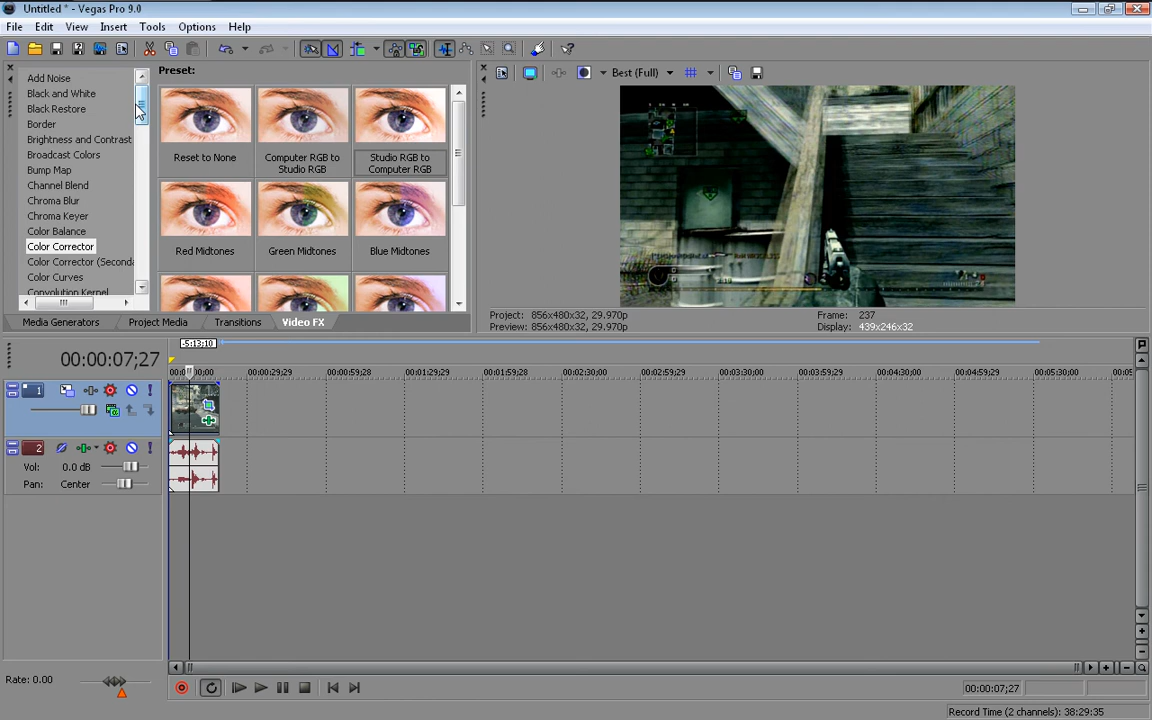 Untitled * - Vegas Pro 9.0
File Edit View Insert Tools Options Help
Add Noise
Black and White
Black Restore
Border
Brightness and Contrast
Broadcast Colors
Bump Map
Channel Blend
Chroma Blur
Chroma Keyer
Color Balance
Color Corrector
Color Corrector (Seconda
Color Curves
Convolution Kernel
Preset:
Reset to None
Computer RGB to
Studio RGB
Studio RGB to
Computer RGB
Red Midtones
Green Midtones
Blue Midtones
Media Generators Project Media Transitions Video FX
Best (Full)
Project: 856x480x32, 29.970p
Preview: 856x480x32, 29.970p
Frame: 237
Display: 439x246x32
00:00:07;27
-5:13;10
00:00:29;29 00:00:59;28 00:01:29;29 00:01:59;28 00:02:30;00 00:02:59;29 00:03:30;00 00:03:59;29 00:04:30;00 00:04:59;29 00:05:30;00
1
2
Vol: 0.0 dB
Pan: Center
Rate: 0.00
00:00:07;27
Record Time (2 channels): 38:29:35